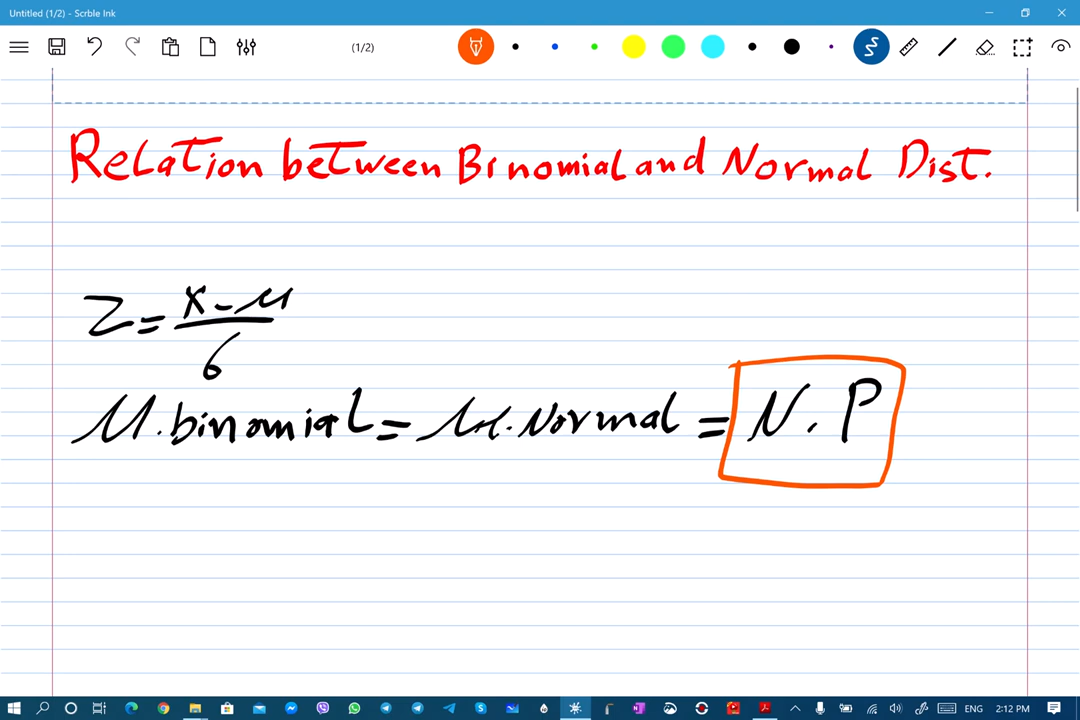 Untitled (1/2) - Scrble Ink
(1/2)
Relation between Binomial and Normal Dist.
Z = x - μ / σ
μ. binomial = μ. Normal = N . P
ENG 2:12 PM